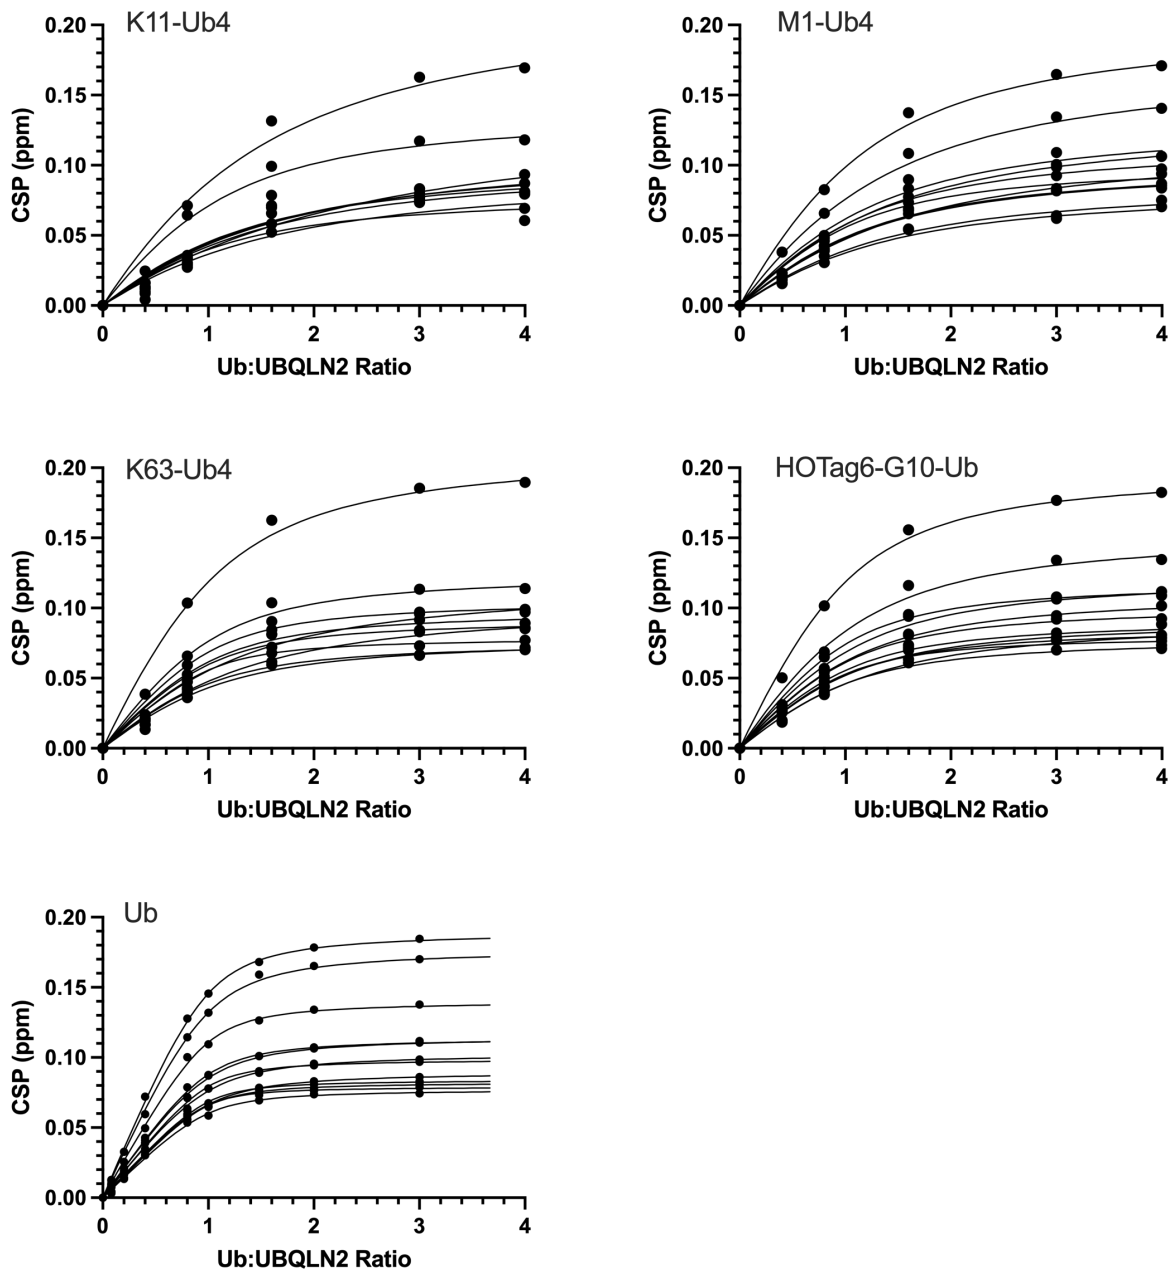 K11-Ub4
0.20
0.15
0.10
0.05
0.00
CSP (ppm)
0 1 2 3 4
Ub:UBQLN2 Ratio
M1-Ub4
0.20
0.15
0.10
0.05
0.00
CSP (ppm)
0 1 2 3 4
Ub:UBQLN2 Ratio
K63-Ub4
0.20
0.15
0.10
0.05
0.00
CSP (ppm)
0 1 2 3 4
Ub:UBQLN2 Ratio
HOTag6-G10-Ub
0.20
0.15
0.10
0.05
0.00
CSP (ppm)
0 1 2 3 4
Ub:UBQLN2 Ratio
Ub
0.20
0.15
0.10
0.05
0.00
CSP (ppm)
0 1 2 3 4
Ub:UBQLN2 Ratio